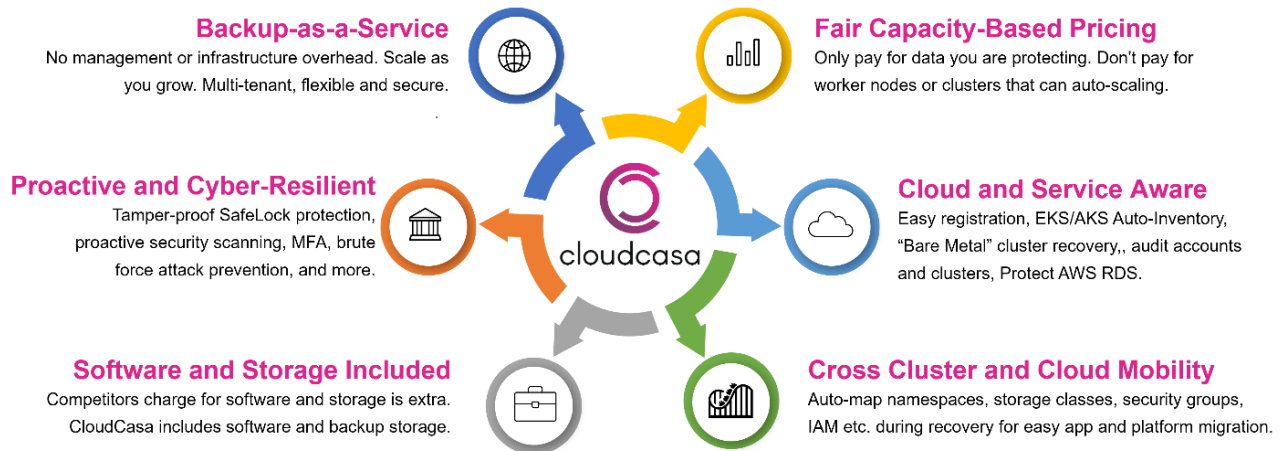 Backup-as-a-Service
No management or infrastructure overhead. Scale as
you grow. Multi-tenant, flexible and secure.
Fair Capacity-Based Pricing
Only pay for data you are protecting. Don't pay for
worker nodes or clusters that can auto-scaling.
Proactive and Cyber-Resilient
Tamper-proof SafeLock protection,
proactive security scanning, MFA, brute
force attack prevention, and more.
cloudcasa
Cloud and Service Aware
Easy registration, EKS/AKS Auto-Inventory,
“Bare Metal” cluster recovery,, audit accounts
and clusters, Protect AWS RDS.
Software and Storage Included
Competitors charge for software and storage is extra.
CloudCasa includes software and backup storage.
Cross Cluster and Cloud Mobility
Auto-map namespaces, storage classes, security groups,
IAM etc. during recovery for easy app and platform migration.